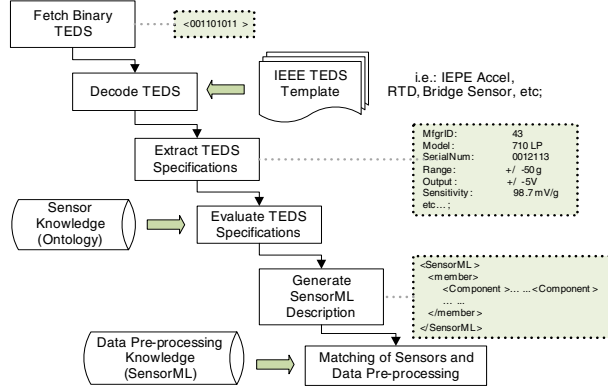 Fetch Binary
TEDS
<001101011 >
Decode TEDS
IEEE TEDS
Template
i.e.: IEPE Accel,
RTD, Bridge Sensor, etc;
Extract TEDS
Specifications
MfgrID: 43
Model: 710 LP
SerialNum: 0012113
Range: +/ -50g
Output: +/ -5V
Sensitivity: 98.7mV/g
etc...;
Sensor
Knowledge
(Ontology)
Evaluate TEDS
Specifications
Generate
SensorML
Description
<SensorML >
<member>
<Component >... ...<Component >
... ...
</member>
</SensorML>
Data Pre-processing
Knowledge
(SensorML)
Matching of Sensors and
Data Pre-processing